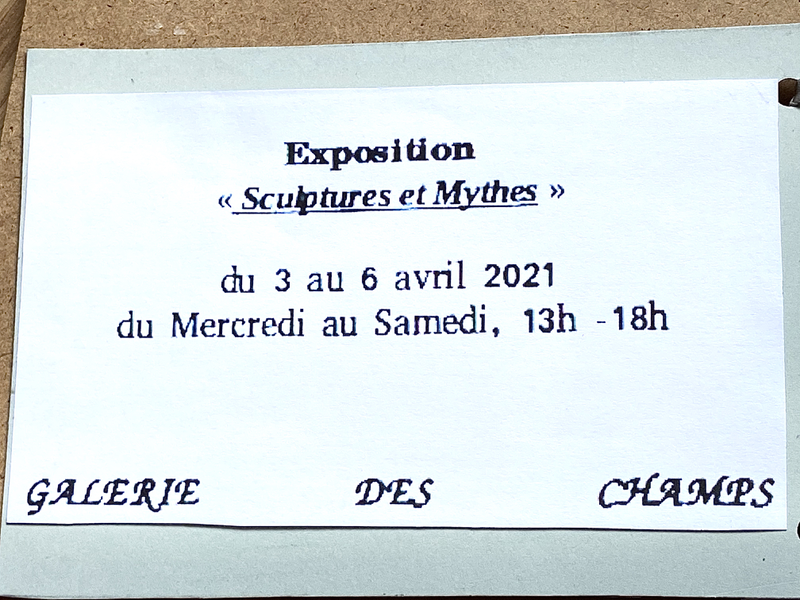 Exposition
« Sculptures et Mythes »
du 3 au 6 avril 2021
du Mercredi au Samedi, 13h -18h
GALERIE DES CHAMPS